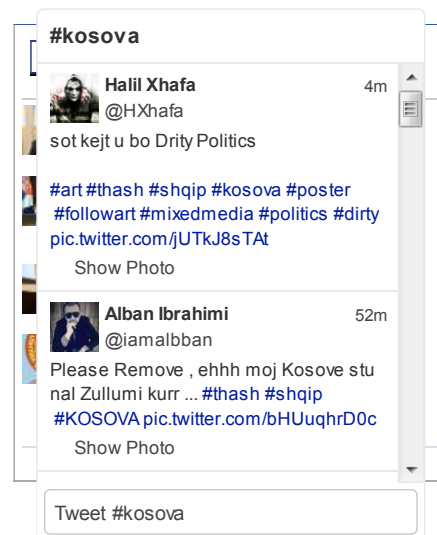 #kosova
Halil Xhafa 4m
@HXhafa
sot kejt u bo Drity Politics
#art #thash #shqip #kosova #poster
#followart #mixedmedia #politics #dirty
pic.twitter.com/jUTkJ8sTAt
Show Photo
Alban Ibrahimi 52m
@iamalbban
Please Remove , ehhh moj Kosove stu
nal Zullumi kurr ... #thash #shqip
#KOSOVA pic.twitter.com/bHUuqhrD0c
Show Photo
Tweet #kosova